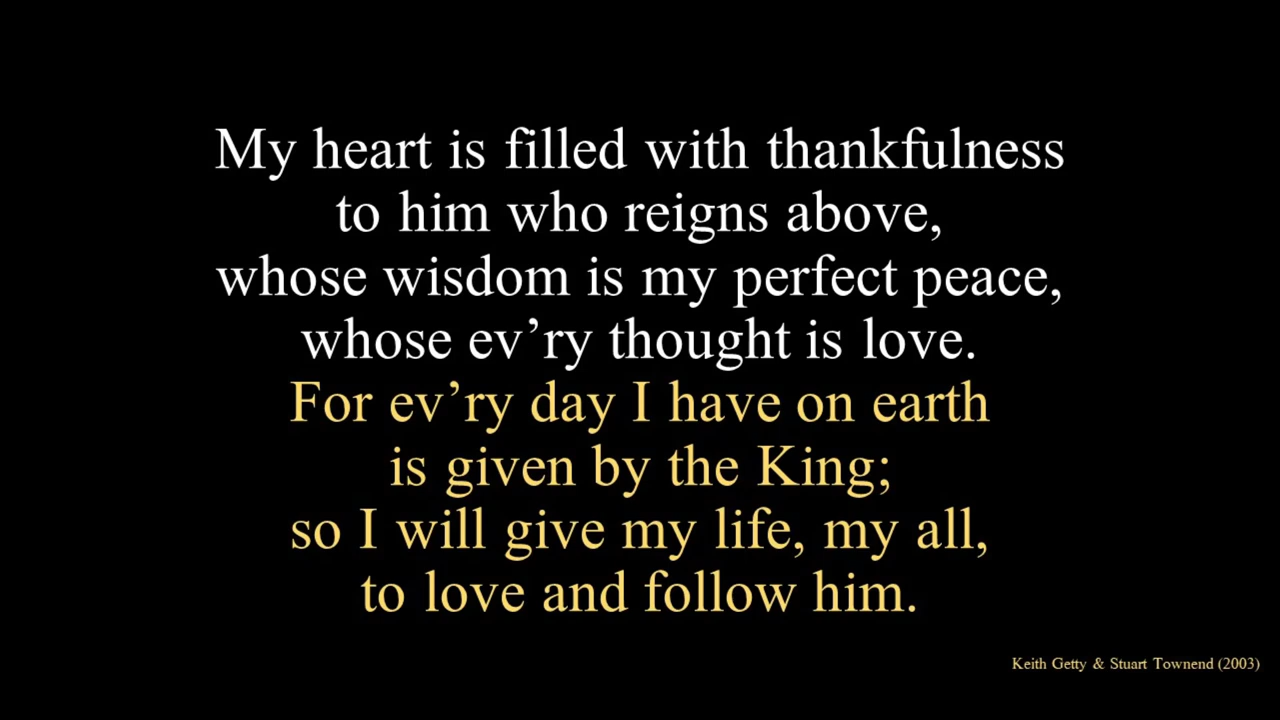 My heart is filled with thankfulness
to him who reigns above,
whose wisdom is my perfect peace,
whose ev’ry thought is love.
For ev’ry day I have on earth
is given by the King;
so I will give my life, my all,
to love and follow him.
Keith Getty & Stuart Townend (2003)